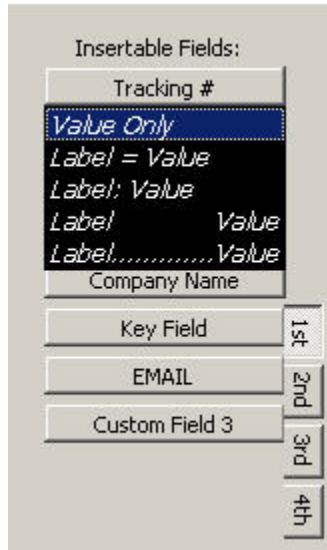 Insertable Fields:
Tracking #
Value Only
Label = Value
Label: Value
Label Value
Label.............Value
Company Name
Key Field
EMAIL
Custom Field 3
1st
2nd
3rd
4th